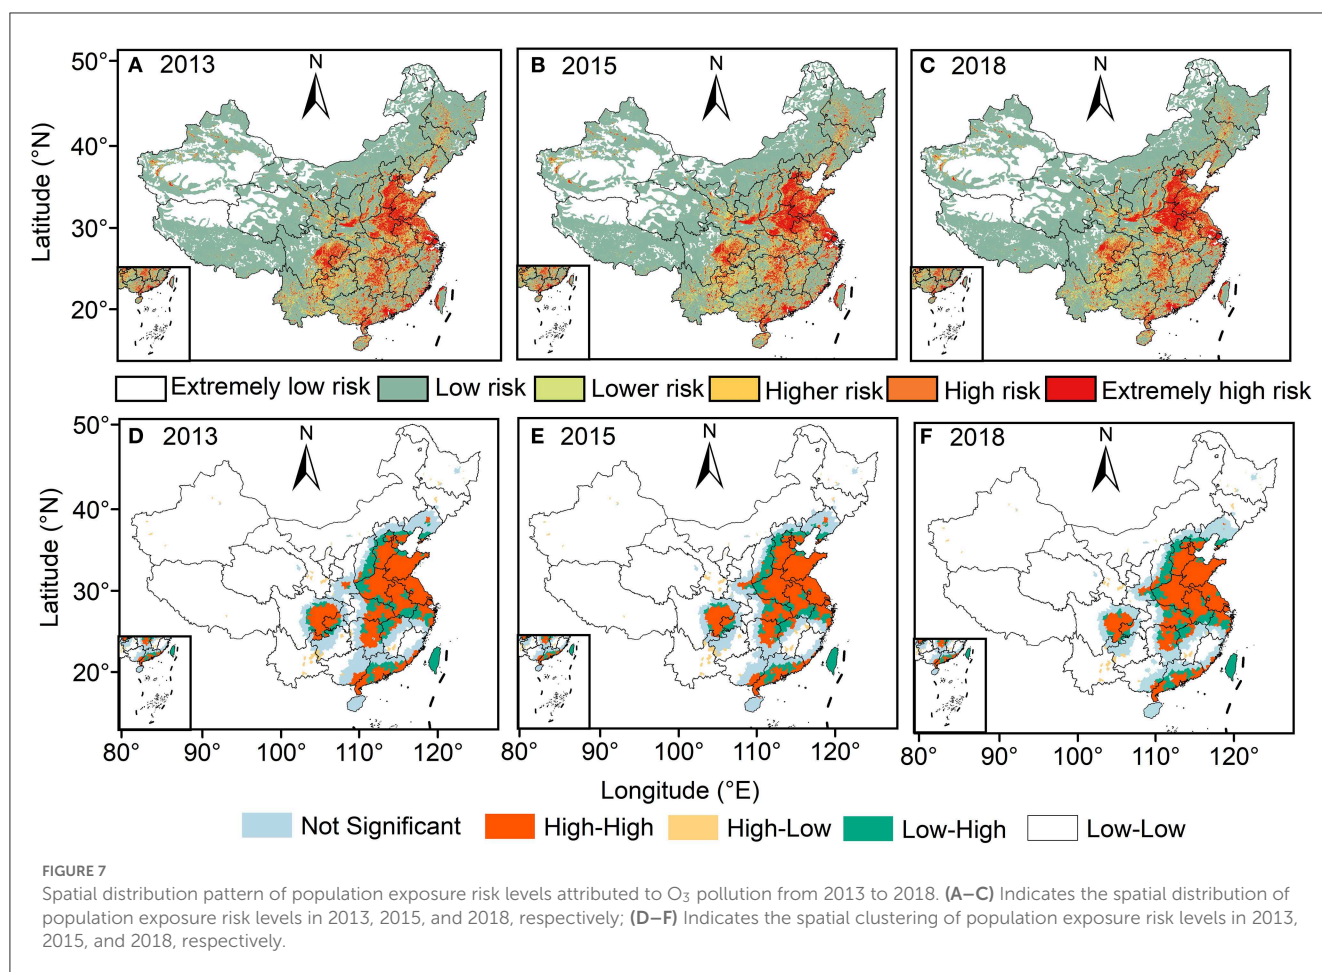 A 2013
N
B 2015
N
C 2018
N
50°
40°
30°
20°
Latitude (°N)
Extremely low risk
Low risk
Lower risk
Higher risk
High risk
Extremely high risk
D 2013
N
E 2015
N
F 2018
N
50°
40°
30°
20°
Latitude (°N)
80° 90° 100° 110° 120°
80° 90° 100° 110° 120°
80° 90° 100° 110° 120°
Longitude (°E)
Not Significant
High-High
High-Low
Low-High
Low-Low
FIGURE 7
Spatial distribution pattern of population exposure risk levels attributed to O₃ pollution from 2013 to 2018. (A–C) Indicates the spatial distribution of
population exposure risk levels in 2013, 2015, and 2018, respectively; (D–F) Indicates the spatial clustering of population exposure risk levels in 2013,
2015, and 2018, respectively.